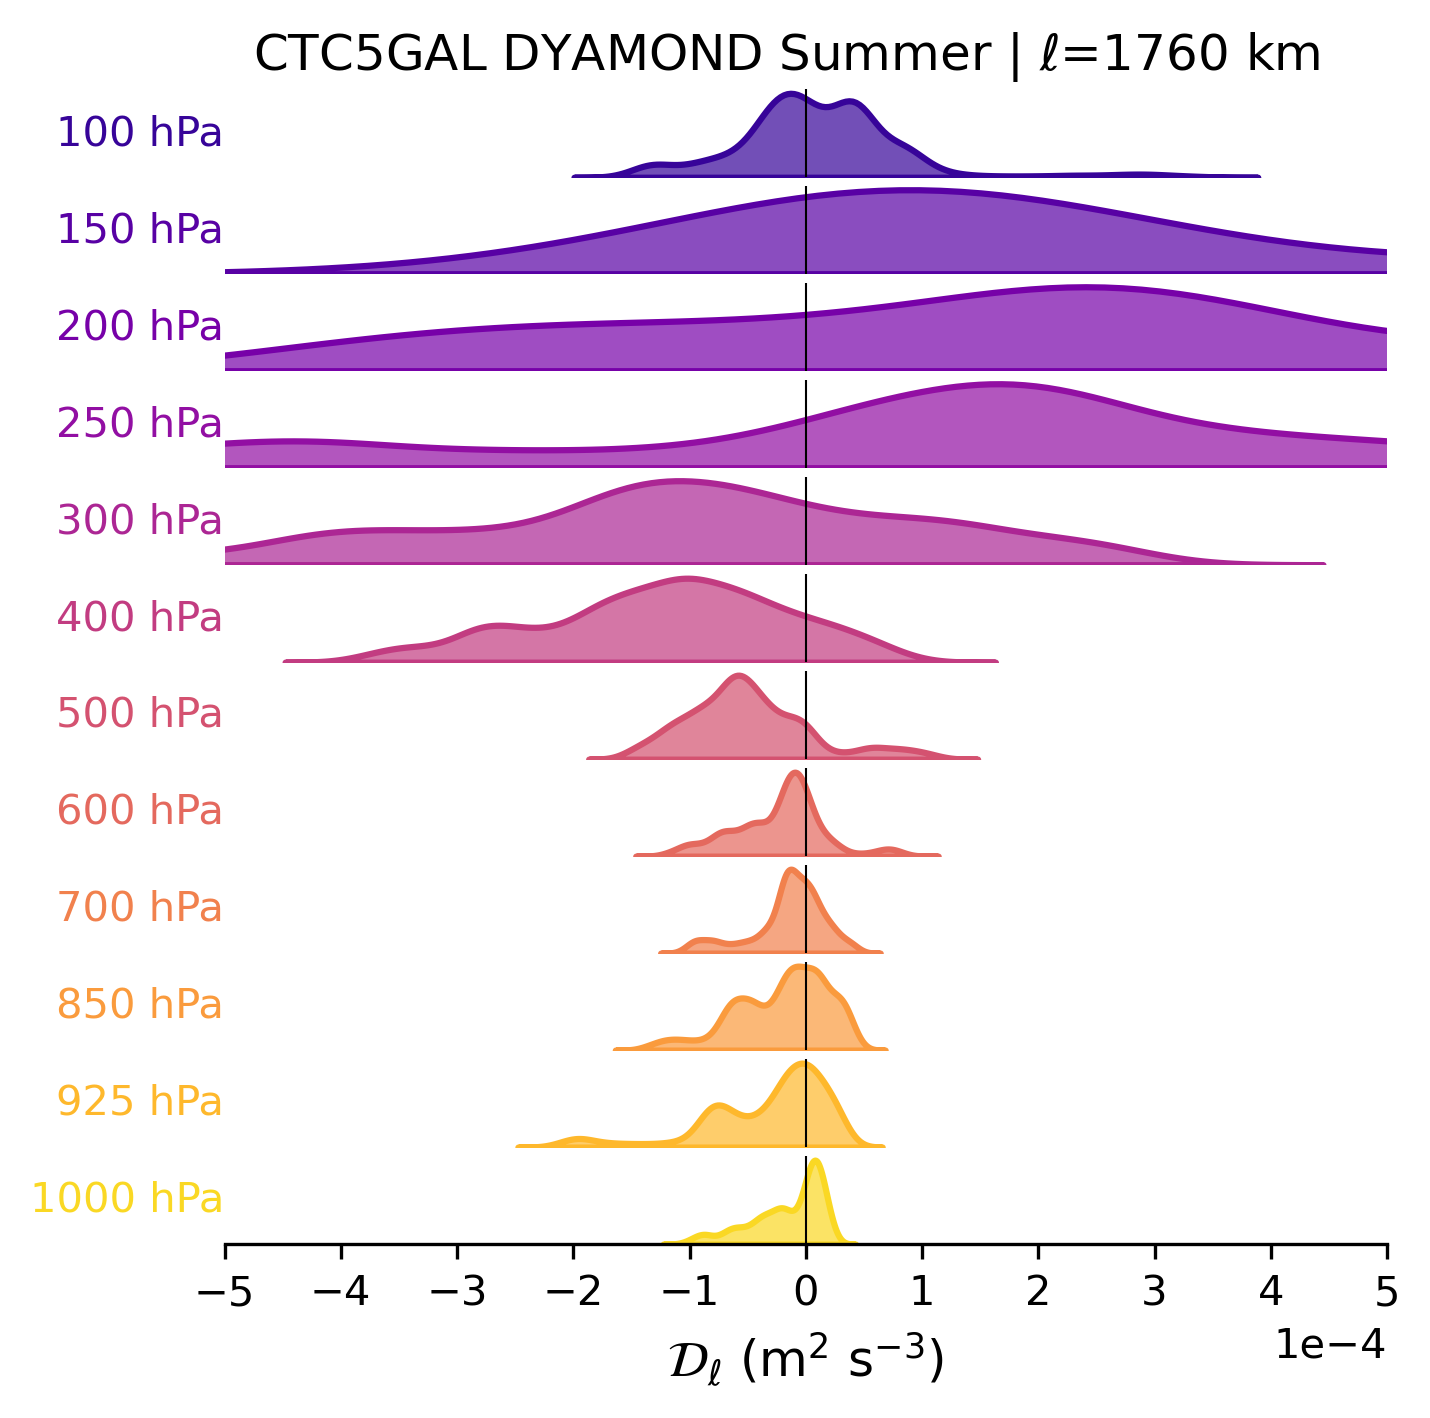 CTC5GAL DYAMOND Summer | ℓ=1760 km
100 hPa
150 hPa
200 hPa
250 hPa
300 hPa
400 hPa
500 hPa
600 hPa
700 hPa
850 hPa
925 hPa
1000 hPa
−5 −4 −3 −2 −1 0 1 2 3 4 5
1e−4
𝒟ℓ (m² s⁻³)